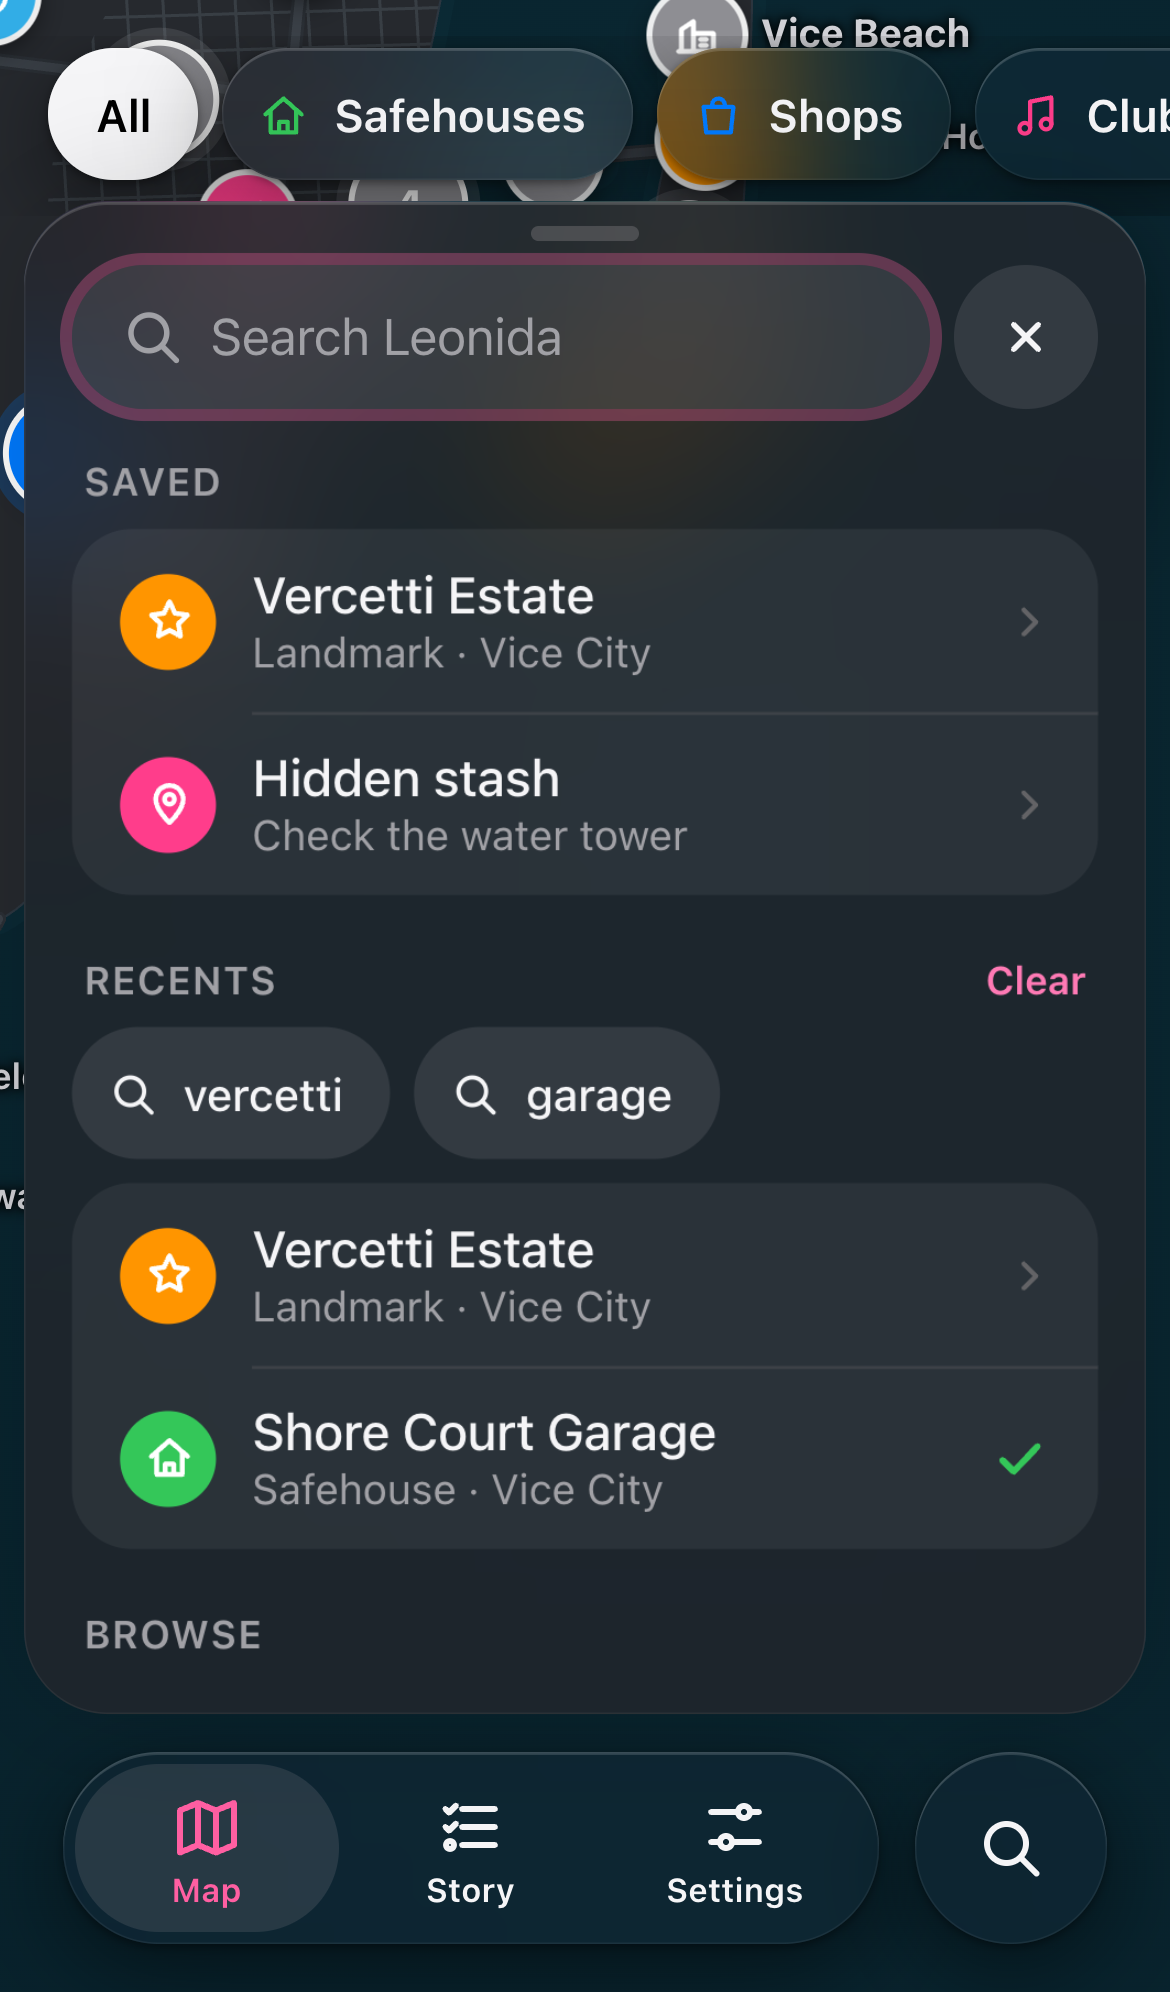 Vice Beach
All
Safehouses
Shops
Search Leonida
SAVED
Vercetti Estate
Landmark · Vice City
Hidden stash
Check the water tower
RECENTS
Clear
vercetti
garage
Vercetti Estate
Landmark · Vice City
Shore Court Garage
Safehouse · Vice City
BROWSE
Map
Story
Settings